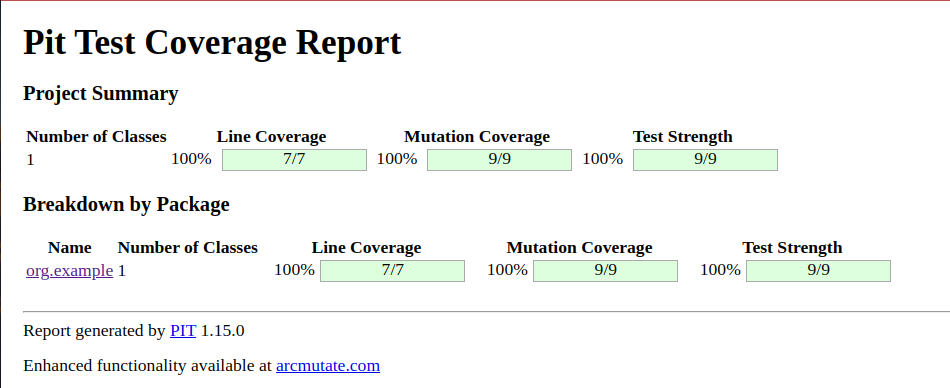 Pit Test Coverage Report
Project Summary
Number of Classes Line Coverage Mutation Coverage Test Strength
1 100% 7/7 100% 9/9 100% 9/9
Breakdown by Package
Name Number of Classes Line Coverage Mutation Coverage Test Strength
org.example 1 100% 7/7 100% 9/9 100% 9/9
Report generated by PIT 1.15.0
Enhanced functionality available at arcmutate.com